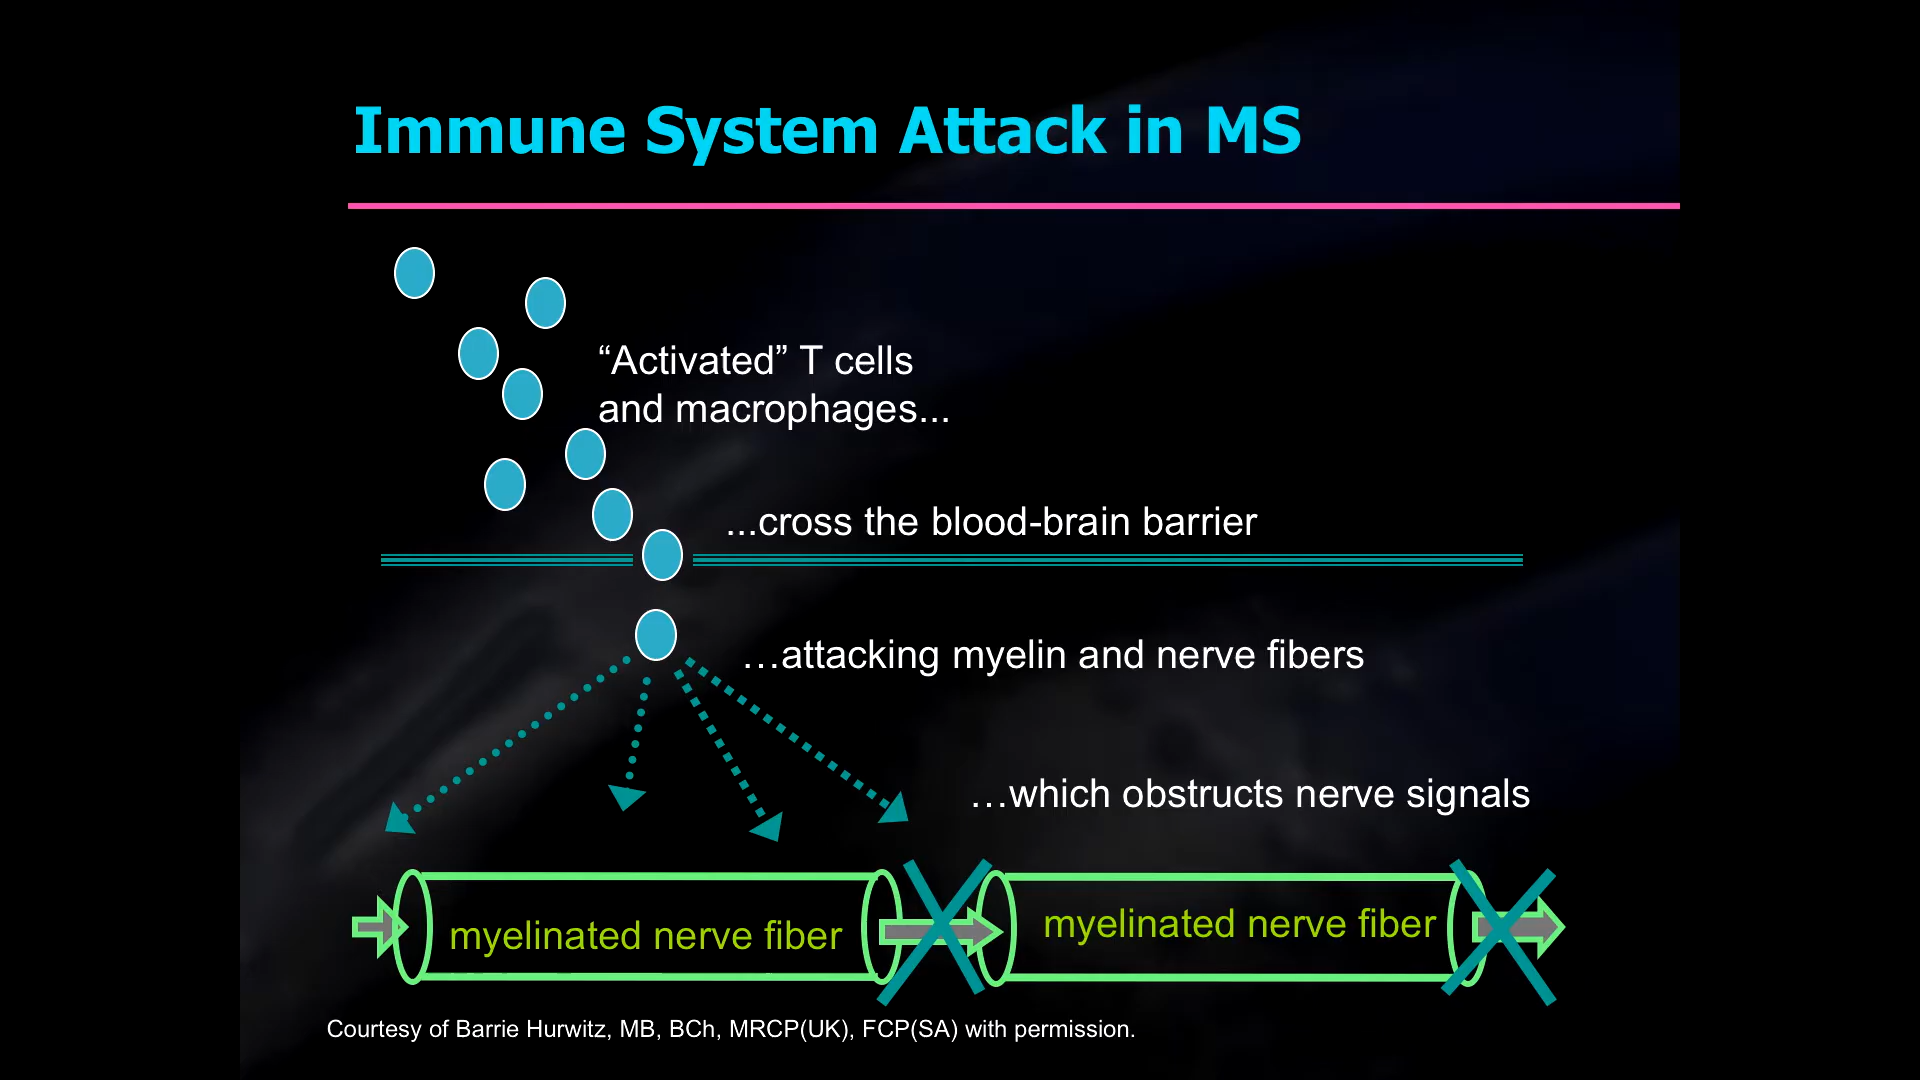 Immune System Attack in MS
“Activated” T cells
and macrophages...
...cross the blood-brain barrier
…attacking myelin and nerve fibers
…which obstructs nerve signals
myelinated nerve fiber
myelinated nerve fiber
Courtesy of Barrie Hurwitz, MB, BCh, MRCP(UK), FCP(SA) with permission.